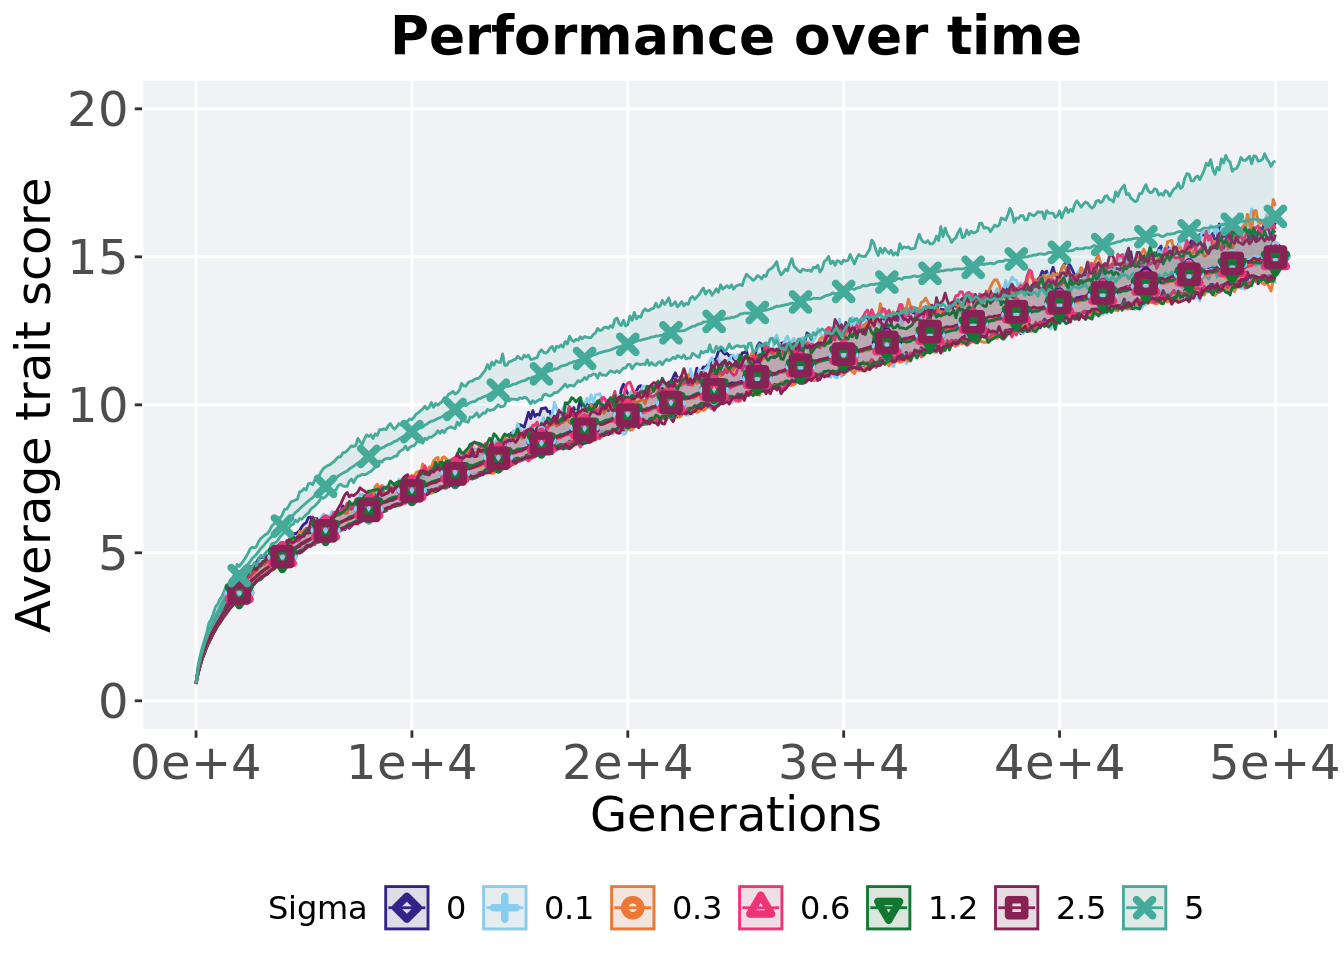 Performance over time
Average trait score
20
15
10
5
0
0e+4 1e+4 2e+4 3e+4 4e+4 5e+4
Generations
Sigma 0 0.1 0.3 0.6 1.2 2.5 5